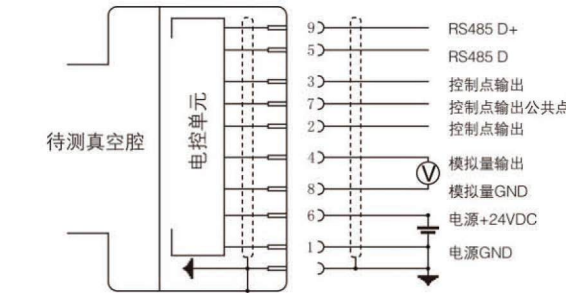 待测真空腔
电控单元
9 RS485 D+
5 RS485 D
3 控制点输出
7 控制点输出公共点
2 控制点输出
4 模拟量输出
V
8 模拟量GND
6 电源+24VDC
1 电源GND